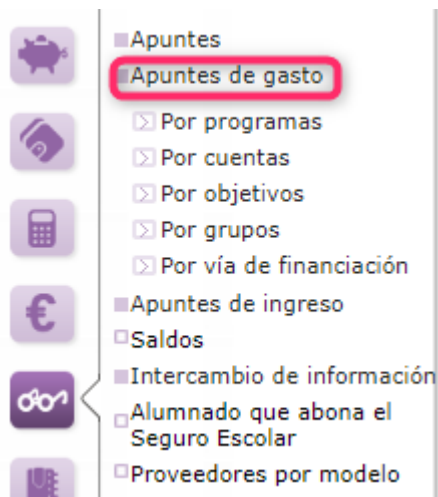 Apuntes
Apuntes de gasto
Por programas
Por cuentas
Por objetivos
Por grupos
Por vía de financiación
Apuntes de ingreso
Saldos
Intercambio de información
Alumnado que abona el
Seguro Escolar
Proveedores por modelo